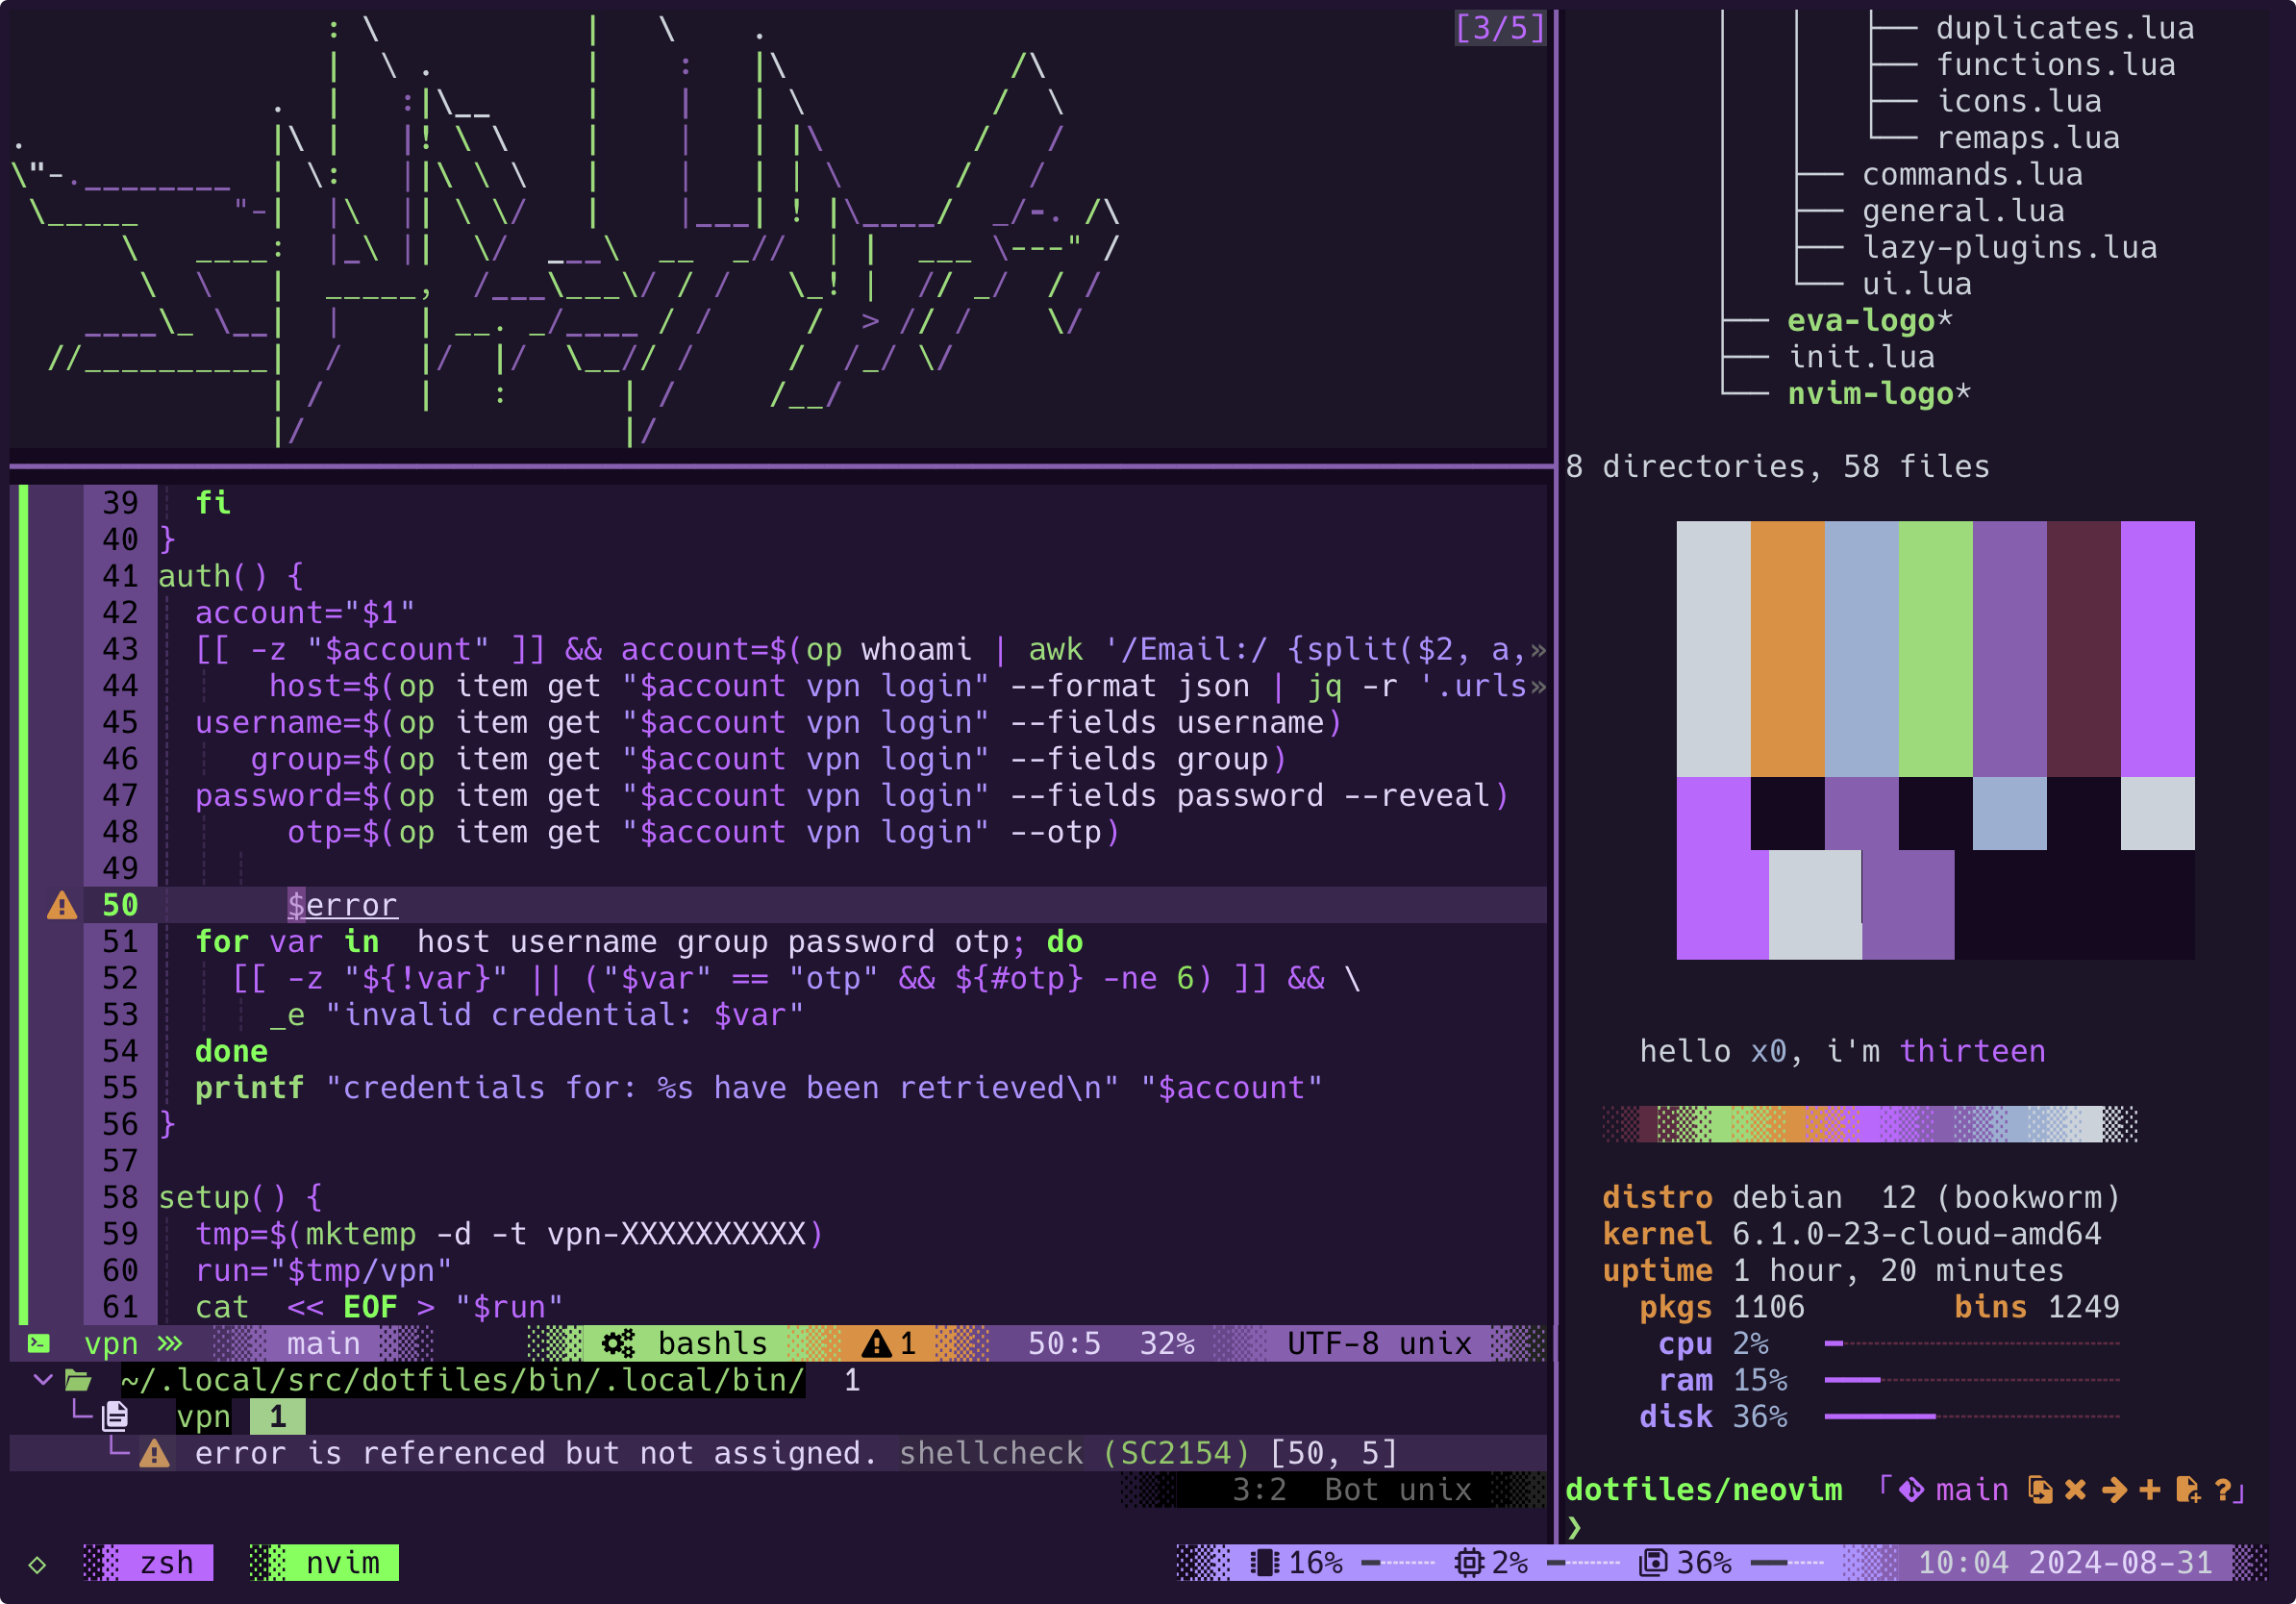 [3/5]
39 fi
40 }
41 auth() {
42 account="$1"
43 [[ -z "$account" ]] && account=$(op whoami | awk '/Email:/ {split($2, a,»
44 host=$(op item get "$account vpn login" --format json | jq -r '.urls»
45 username=$(op item get "$account vpn login" --fields username)
46 group=$(op item get "$account vpn login" --fields group)
47 password=$(op item get "$account vpn login" --fields password --reveal)
48 otp=$(op item get "$account vpn login" --otp)
49
50 $error
51 for var in  host username group password otp; do
52 [[ -z "${!var}" || ("$var" == "otp" && ${#otp} -ne 6) ]] && \
53 _e "invalid credential: $var"
54 done
55 printf "credentials for: %s have been retrieved\n" "$account"
56 }
57
58 setup() {
59 tmp=$(mktemp -d -t vpn-XXXXXXXXXX)
60 run="$tmp/vpn"
61 cat  << EOF > "$run"
vpn main bashls 1 50:5 32% UTF-8 unix
~/.local/src/dotfiles/bin/.local/bin/ 1
vpn 1
error is referenced but not assigned. shellcheck (SC2154) [50, 5]
3:2 Bot unix
duplicates.lua
functions.lua
icons.lua
remaps.lua
commands.lua
general.lua
lazy-plugins.lua
ui.lua
eva-logo*
init.lua
nvim-logo*
8 directories, 58 files
hello x0, i'm thirteen
distro debian  12 (bookworm)
kernel 6.1.0-23-cloud-amd64
uptime 1 hour, 20 minutes
pkgs 1106 bins 1249
cpu 2%
ram 15%
disk 36%
dotfiles/neovim 「main ?」
❯
zsh nvim 16% 2% 36% 10:04 2024-08-31